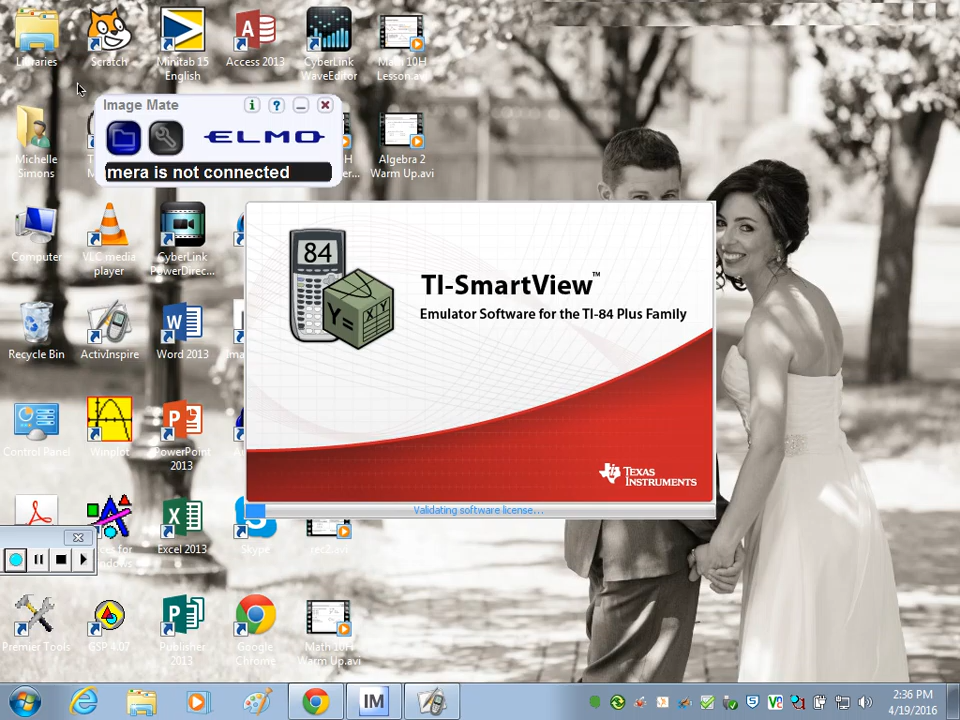 Libraries
Scratch
Minitab 15
English
Access 2013
CyberLink
WaveEditor
Math 10H
Lesson.avi
Image Mate
ELMO
mera is not connected
Michelle
Simons
Algebra 2
Warm Up.avi
Computer
VLC media
player
CyberLink
PowerDirec...
84
TI-SmartView™
Emulator Software for the TI-84 Plus Family
Y=
X Y
Recycle Bin
ActivInspire
Word 2013
Control Panel
Winplot
PowerPoint
2013
TEXAS
INSTRUMENTS
Validating software license...
Excel 2013
Skype
rec2.avi
Premier Tools
GSP 4.07
Publisher
2013
Google
Chrome
Math 10H
Warm Up.avi
IM
2:36 PM
4/19/2016